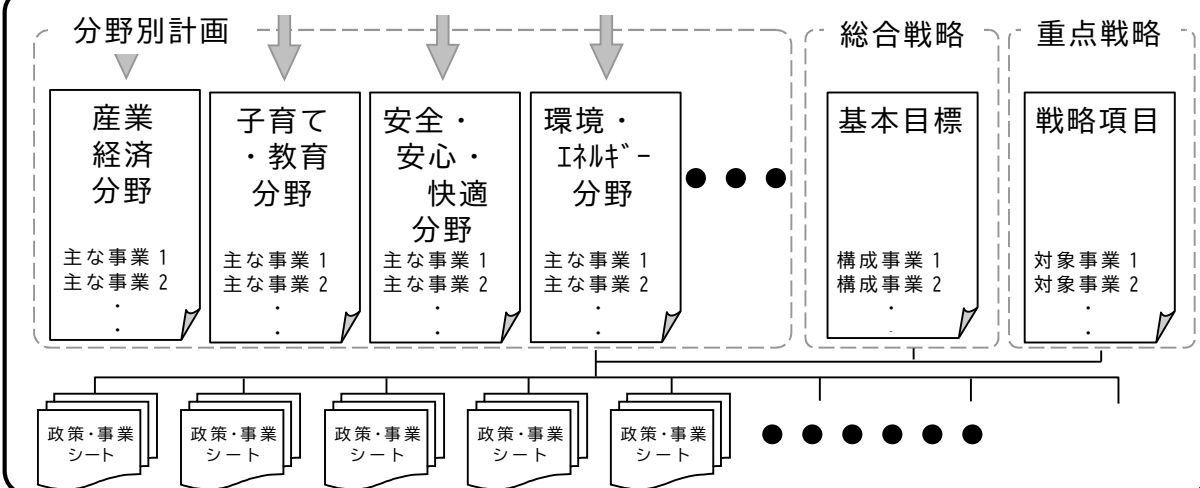 分野別計画
総合戦略
重点戦略
産業
経済
分野
主な事業1
主な事業2
・
・
子育て
・教育
分野
主な事業1
主な事業2
・
・
安全・
安心・
快適
分野
主な事業1
主な事業2
・
・
環境・
ｴﾈﾙｷﾞｰ
分野
主な事業1
主な事業2
・
・
●●●
基本目標
構成事業1
構成事業2
・
・
戦略項目
対象事業1
対象事業2
・
・
政策・事業
シート
政策・事業
シート
政策・事業
シート
政策・事業
シート
政策・事業
シート
●●●●●●